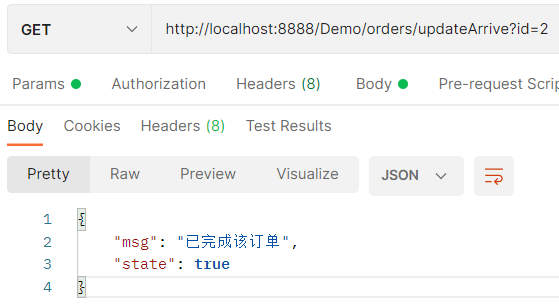 GET http://localhost:8888/Demo/orders/updateArrive?id=2
Params Authorization Headers (8) Body Pre-request Scrip
Body Cookies Headers (8) Test Results
Pretty Raw Preview Visualize JSON
1 {
2 "msg": "已完成该订单",
3 "state": true
4 }